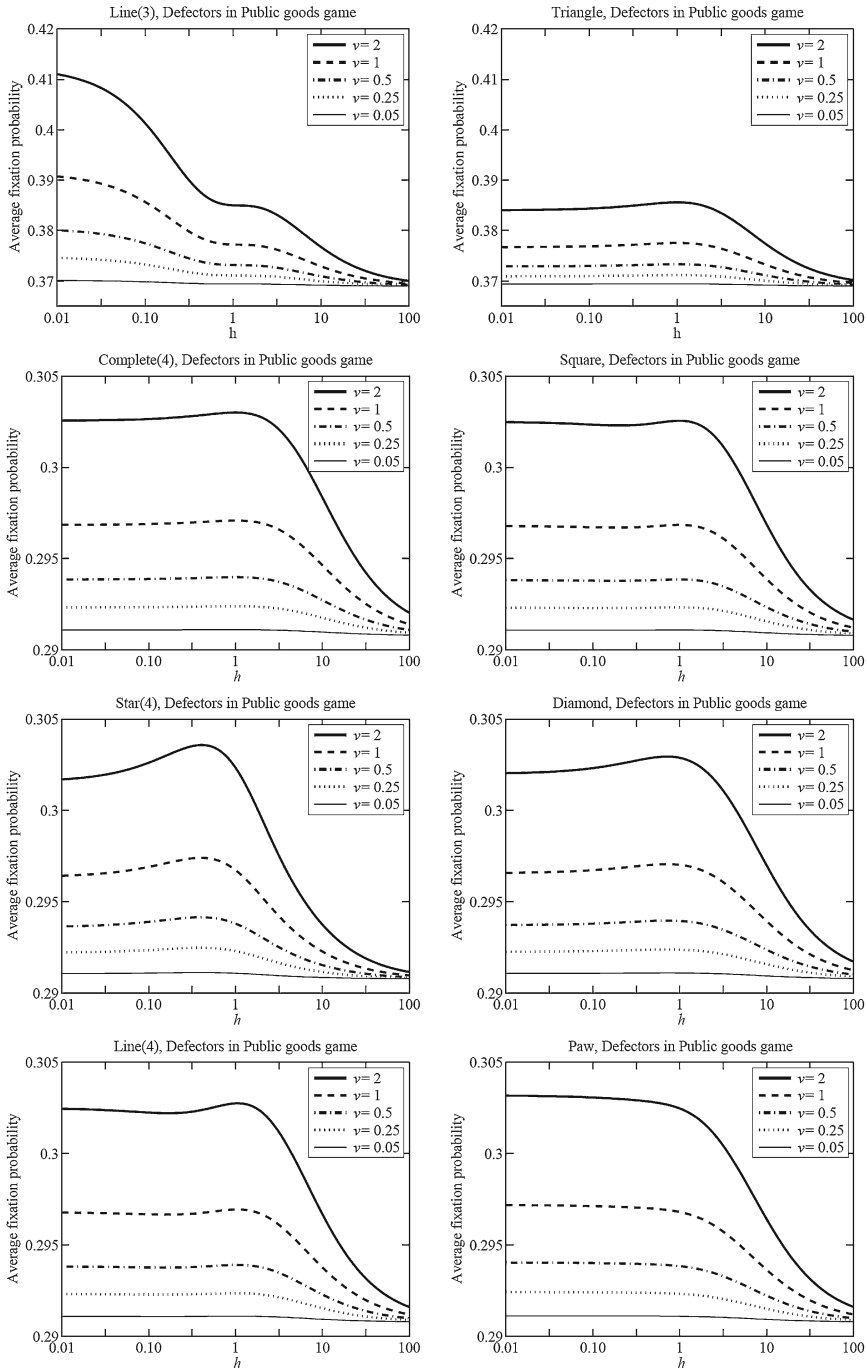 Line(3), Defectors in Public goods game
0.42
0.41
0.4
0.39
0.38
0.37
Average fixation probability
v= 2
v= 1
v= 0.5
v= 0.25
v= 0.05
0.01 0.10 1 10 100
h
Triangle, Defectors in Public goods game
0.42
0.41
0.4
0.39
0.38
0.37
Average fixation probability
v= 2
v= 1
v= 0.5
v= 0.25
v= 0.05
0.01 0.10 1 10 100
h
Complete(4), Defectors in Public goods game
0.305
0.3
0.295
0.29
Average fixation probability
v= 2
v= 1
v= 0.5
v= 0.25
v= 0.05
0.01 0.10 1 10 100
h
Square, Defectors in Public goods game
0.305
0.3
0.295
0.29
Average fixation probability
v= 2
v= 1
v= 0.5
v= 0.25
v= 0.05
0.01 0.10 1 10 100
h
Star(4), Defectors in Public goods game
0.305
0.3
0.295
0.29
Average fixation probability
v= 2
v= 1
v= 0.5
v= 0.25
v= 0.05
0.01 0.10 1 10 100
h
Diamond, Defectors in Public goods game
0.305
0.3
0.295
0.29
Average fixation probability
v= 2
v= 1
v= 0.5
v= 0.25
v= 0.05
0.01 0.10 1 10 100
h
Line(4), Defectors in Public goods game
0.305
0.3
0.295
0.29
Average fixation probability
v= 2
v= 1
v= 0.5
v= 0.25
v= 0.05
0.01 0.10 1 10 100
h
Paw, Defectors in Public goods game
0.305
0.3
0.295
0.29
Average fixation probability
v= 2
v= 1
v= 0.5
v= 0.25
v= 0.05
0.01 0.10 1 10 100
h